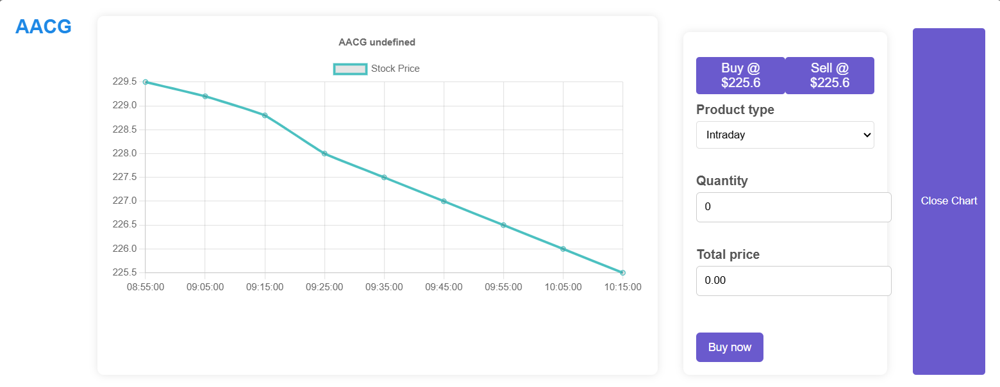 AACG
AACG undefined
Stock Price
229.5
229.0
228.5
228.0
227.5
227.0
226.5
226.0
225.5
08:55:00 09:05:00 09:15:00 09:25:00 09:35:00 09:45:00 09:55:00 10:05:00 10:15:00
Buy @
$225.6
Sell @
$225.6
Product type
Intraday
Quantity
0
Total price
0.00
Buy now
Close Chart